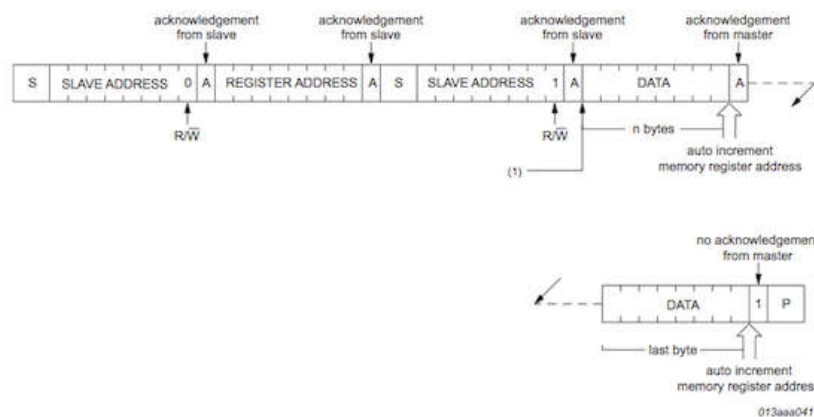 acknowledgement
from slave
acknowledgement
from slave
acknowledgement
from slave
acknowledgement
from master
S SLAVE ADDRESS 0 A REGISTER ADDRESS A S SLAVE ADDRESS 1 A DATA A
R/W̅
R/W̅
n bytes
(1)
auto increment
memory register address
no acknowledgemen
from master
DATA 1 P
last byte
auto increment
memory register addres
013aaa041